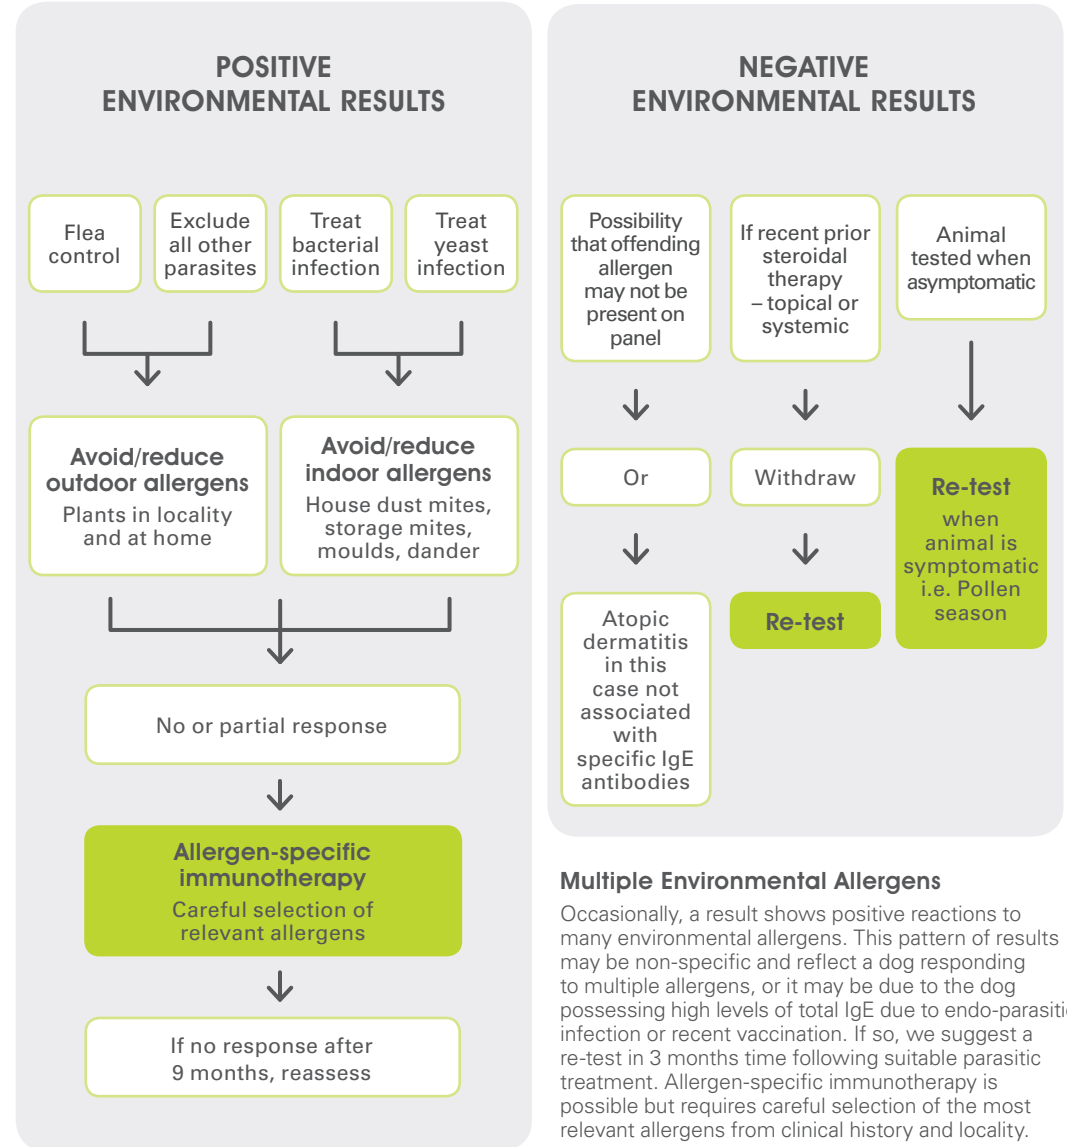 POSITIVE
ENVIRONMENTAL RESULTS
Flea
control
Exclude
all other
parasites
Treat
bacterial
infection
Treat
yeast
infection
Avoid/reduce
outdoor allergens
Plants in locality
and at home
Avoid/reduce
indoor allergens
House dust mites,
storage mites,
moulds, dander
No or partial response
Allergen-specific
immunotherapy
Careful selection of
relevant allergens
If no response after
9 months, reassess
NEGATIVE
ENVIRONMENTAL RESULTS
Possibility
that offending
allergen
may not be
present on
panel
Or
Atopic
dermatitis
in this
case not
associated
with
specific IgE
antibodies
If recent prior
steroidal
therapy
– topical or
systemic
Withdraw
Re-test
Animal
tested when
asymptomatic
Re-test
when
animal is
symptomatic
i.e. Pollen
season
Multiple Environmental Allergens
Occasionally, a result shows positive reactions to
many environmental allergens. This pattern of results
may be non-specific and reflect a dog responding
to multiple allergens, or it may be due to the dog
possessing high levels of total IgE due to endo-parasiti
infection or recent vaccination. If so, we suggest a
re-test in 3 months time following suitable parasitic
treatment. Allergen-specific immunotherapy is
possible but requires careful selection of the most
relevant allergens from clinical history and locality.